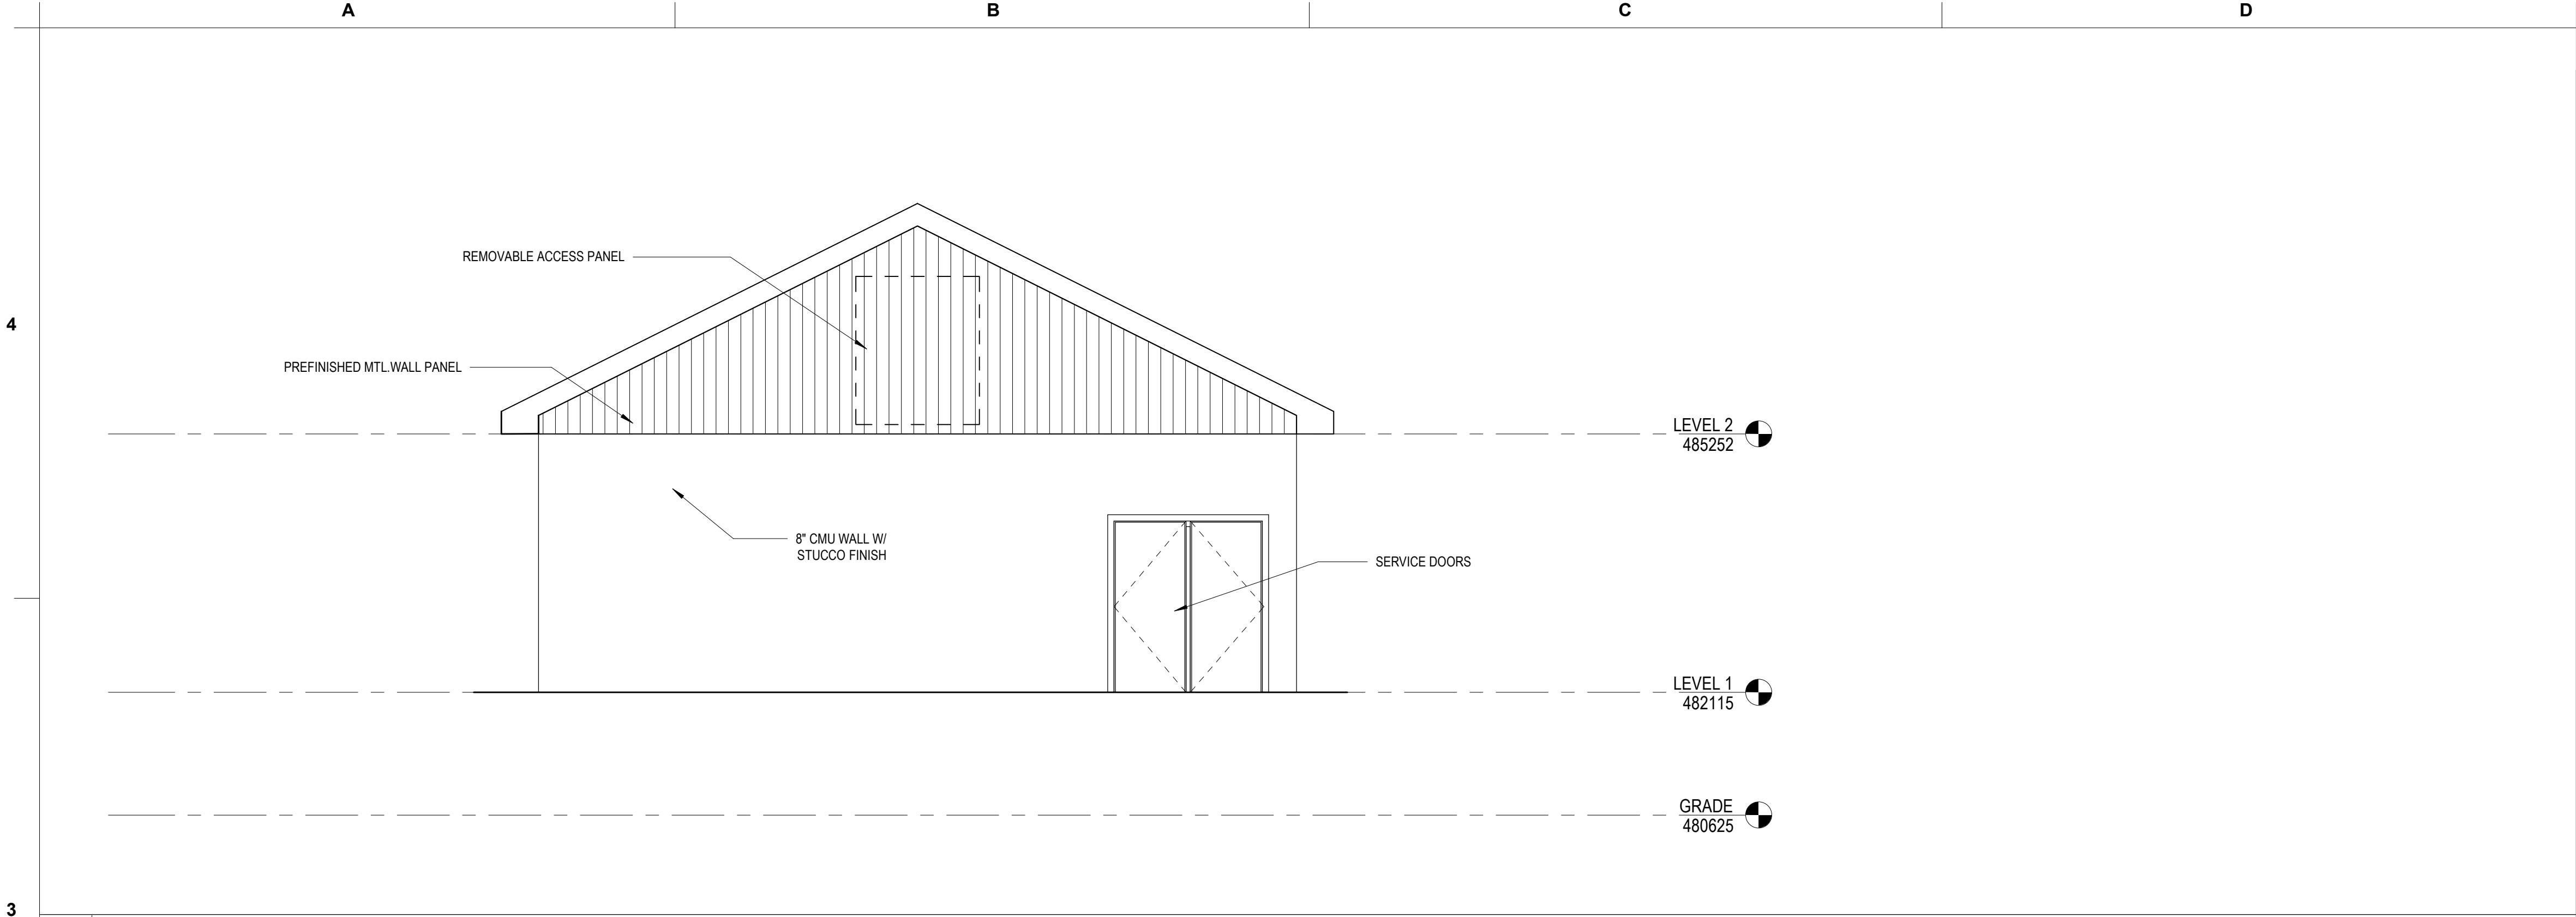 A B C D
REMOVABLE ACCESS PANEL
4
PREFINISHED MTL.WALL PANEL
LEVEL 2
485252
8" CMU WALL W/
STUCCO FINISH
SERVICE DOORS
LEVEL 1
482115
GRADE
480625
3